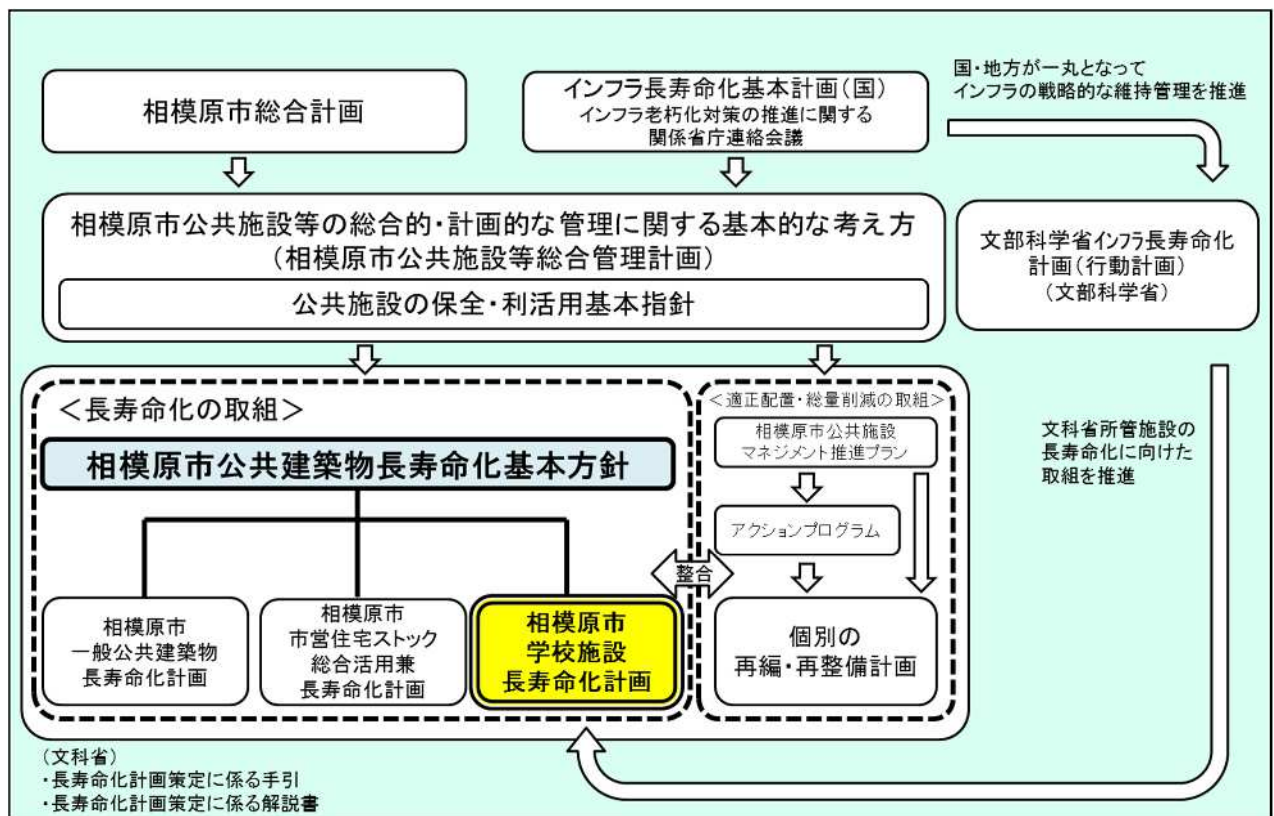 相模原市総合計画
インフラ長寿命化基本計画(国)
インフラ老朽化対策の推進に関する
関係省庁連絡会議
国・地方が一丸となって
インフラの戦略的な維持管理を推進
相模原市公共施設等の総合的・計画的な管理に関する基本的な考え方
(相模原市公共施設等総合管理計画)
公共施設の保全・利活用基本指針
文部科学省インフラ長寿命化
計画(行動計画)
(文部科学省)
<長寿命化の取組>
相模原市公共建築物長寿命化基本方針
相模原市
一般公共建築物
長寿命化計画
相模原市
市営住宅ストック
総合活用兼
長寿命化計画
相模原市
学校施設
長寿命化計画
整合
<適正配置・総量削減の取組>
相模原市公共施設
マネジメント推進プラン
アクションプログラム
個別の
再編・再整備計画
文科省所管施設の
長寿命化に向けた
取組を推進
(文科省)
・長寿命化計画策定に係る手引
・長寿命化計画策定に係る解説書